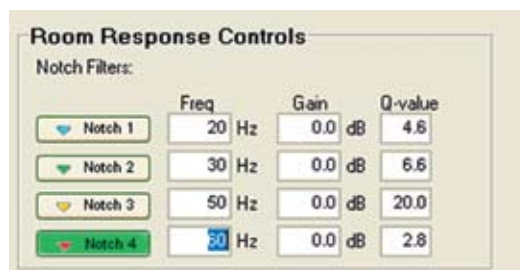 Room Response Controls
Notch Filters:
Freq Gain Q-value
Notch 1 20 Hz 0.0 dB 4.6
Notch 2 30 Hz 0.0 dB 6.6
Notch 3 50 Hz 0.0 dB 20.0
Notch 4 60 Hz 0.0 dB 2.8